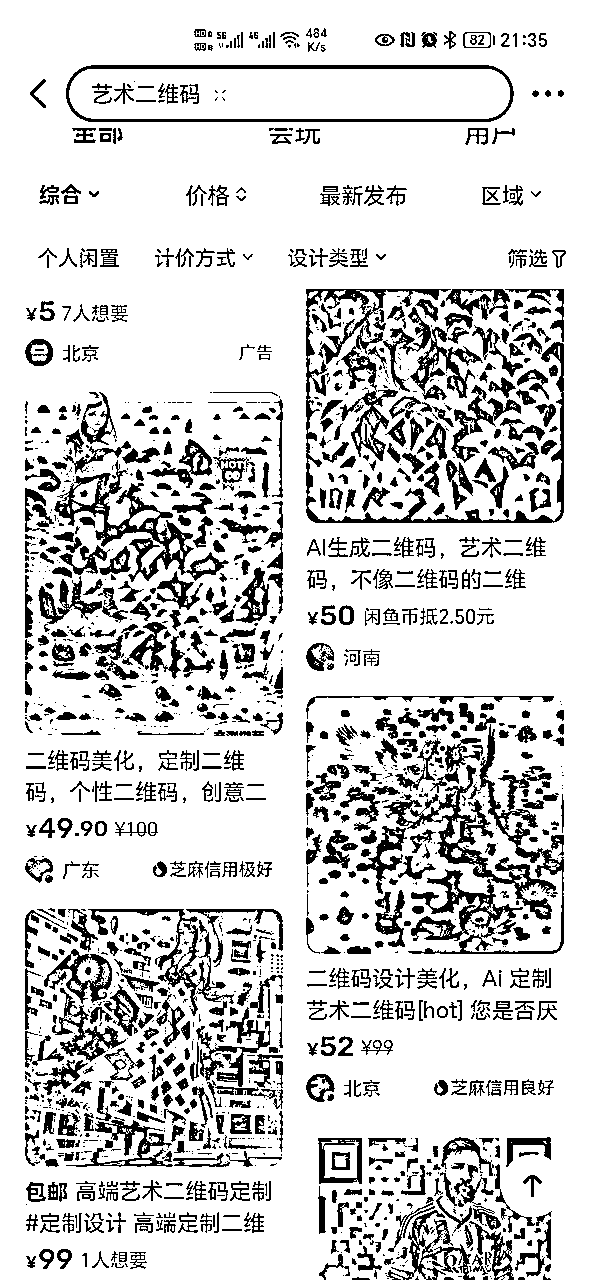 484
K/s
82 21:35
艺术二维码
全部 会玩 用户
综合 价格 最新发布 区域
个人闲置 计价方式 设计类型 筛选
¥5 7人想要
北京 广告
二维码美化，定制二维
码，个性二维码，创意二
¥49.90 ¥100
广东 芝麻信用极好
包邮 高端艺术二维码定制
#定制设计 高端定制二维
¥99 1人想要
AI生成二维码，艺术二维
码，不像二维码的二维
¥50 闲鱼币抵2.50元
河南
二维码设计美化，Ai 定制
艺术二维码[hot] 您是否厌
¥52 ¥99
北京 芝麻信用良好